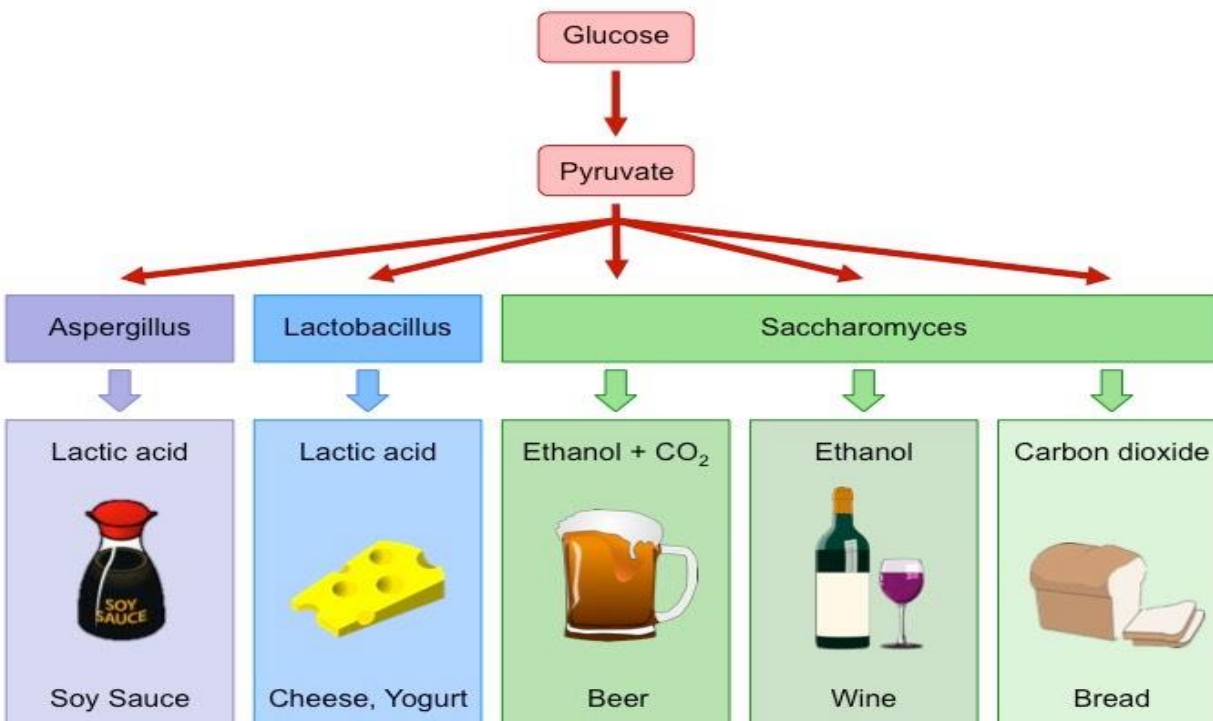 Glucose
Pyruvate
Aspergillus
Lactobacillus
Saccharomyces
Lactic acid
Lactic acid
Ethanol + CO₂
Ethanol
Carbon dioxide
SOY
SAUCE
Soy Sauce
Cheese, Yogurt
Beer
Wine
Bread